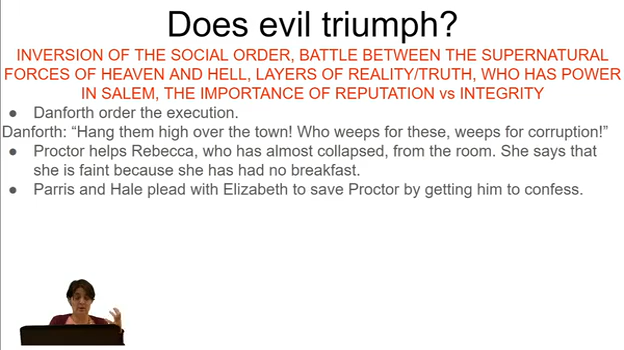 Does evil triumph?
INVERSION OF THE SOCIAL ORDER, BATTLE BETWEEN THE SUPERNATURAL
FORCES OF HEAVEN AND HELL, LAYERS OF REALITY/TRUTH, WHO HAS POWER
IN SALEM, THE IMPORTANCE OF REPUTATION vs INTEGRITY
● Danforth order the execution.
Danforth: “Hang them high over the town! Who weeps for these, weeps for corruption!”
● Proctor helps Rebecca, who has almost collapsed, from the room. She says that
she is faint because she has had no breakfast.
● Parris and Hale plead with Elizabeth to save Proctor by getting him to confess.